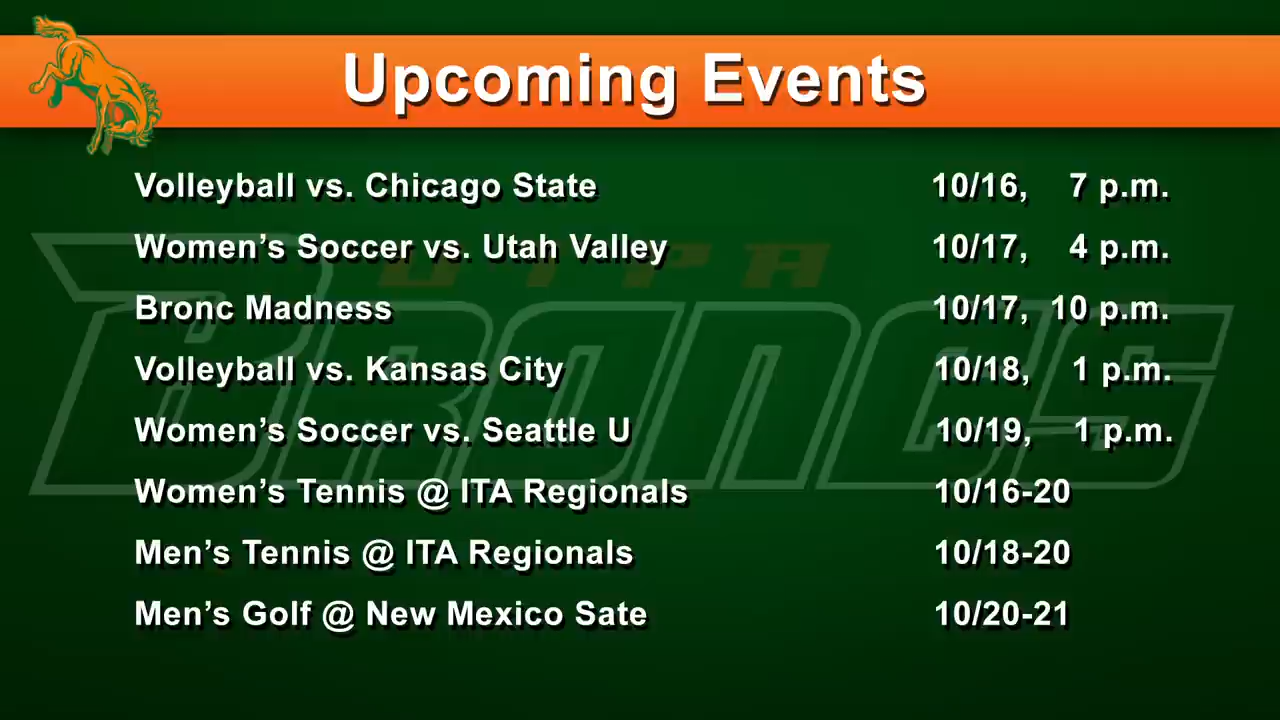 Upcoming Events
Volleyball vs. Chicago State 10/16, 7 p.m.
Women’s Soccer vs. Utah Valley 10/17, 4 p.m.
UTPA
Bronc Madness 10/17, 10 p.m.
BRONCS
Volleyball vs. Kansas City 10/18, 1 p.m.
Women’s Soccer vs. Seattle U 10/19, 1 p.m.
Women’s Tennis @ ITA Regionals 10/16-20
Men’s Tennis @ ITA Regionals 10/18-20
Men’s Golf @ New Mexico Sate 10/20-21